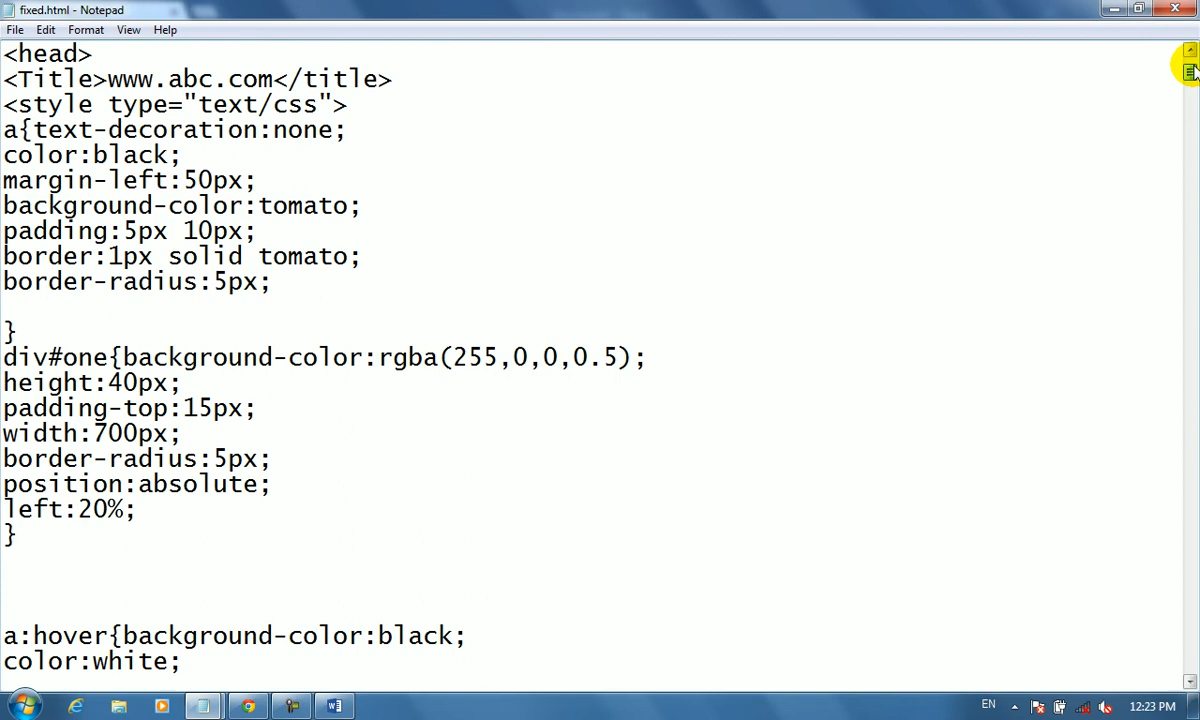 fixed.html - Notepad
File Edit Format View Help
<head>
<Title>www.abc.com</title>
<style type="text/css">
a{text-decoration:none;
color:black;
margin-left:50px;
background-color:tomato;
padding:5px 10px;
border:1px solid tomato;
border-radius:5px;
}
div#one{background-color:rgba(255,0,0,0.5);
height:40px;
padding-top:15px;
width:700px;
border-radius:5px;
position:absolute;
left:20%;
}
a:hover{background-color:black;
color:white;
EN 12:23 PM